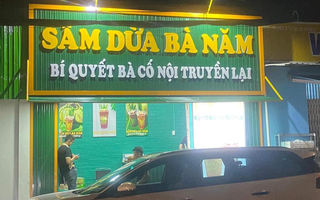 SÂM DỪA BÀ NĂM
BÍ QUYẾT BÀ CỐ NỘI TRUYỀN LẠI